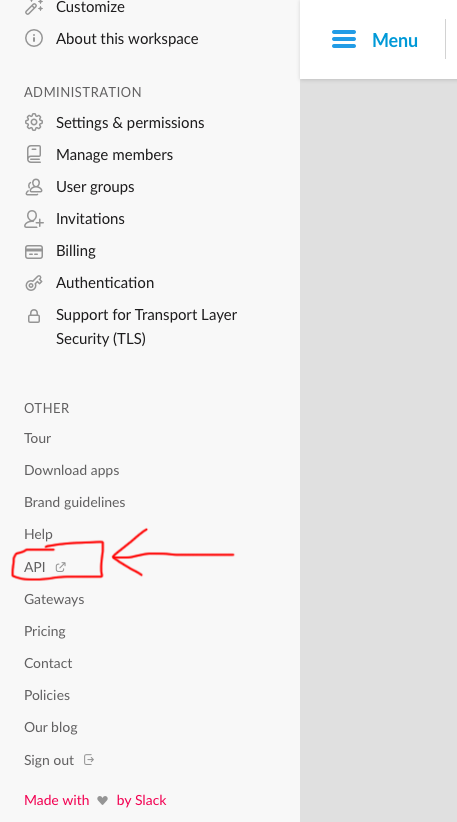 Customize
About this workspace
Menu
ADMINISTRATION
Settings & permissions
Manage members
User groups
Invitations
Billing
Authentication
Support for Transport Layer
Security (TLS)
OTHER
Tour
Download apps
Brand guidelines
Help
API
Gateways
Pricing
Contact
Policies
Our blog
Sign out
Made with ♥ by Slack